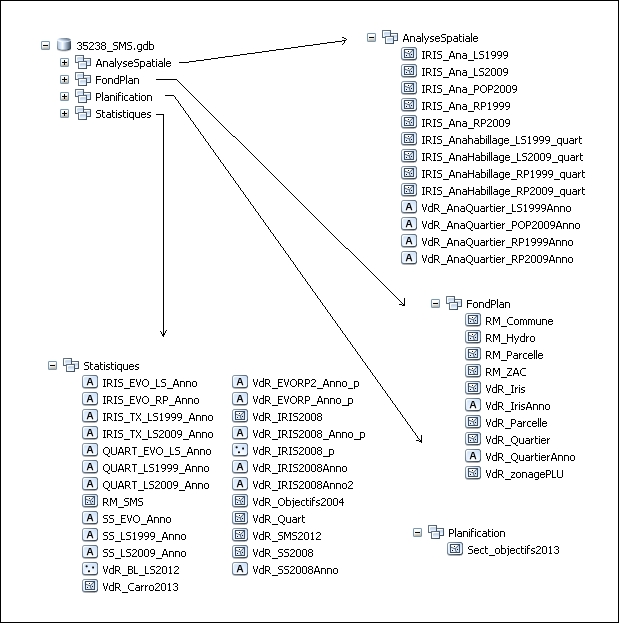 35238_SMS.gdb
AnalyseSpatiale
FondPlan
Planification
Statistiques
AnalyseSpatiale
IRIS_Ana_LS1999
IRIS_Ana_LS2009
IRIS_Ana_POP2009
IRIS_Ana_RP1999
IRIS_Ana_RP2009
IRIS_Anahabillage_LS1999_quart
IRIS_AnaHabillage_LS2009_quart
IRIS_AnaHabillage_RP1999_quart
IRIS_AnaHabillage_RP2009_quart
VdR_AnaQuartier_LS1999Anno
VdR_AnaQuartier_POP2009Anno
VdR_AnaQuartier_RP1999Anno
VdR_AnaQuartier_RP2009Anno
FondPlan
RM_Commune
RM_Hydro
RM_Parcelle
RM_ZAC
VdR_Iris
VdR_IrisAnno
VdR_Parcelle
VdR_Quartier
VdR_QuartierAnno
VdR_zonagePLU
Statistiques
IRIS_EVO_LS_Anno
IRIS_EVO_RP_Anno
IRIS_TX_LS1999_Anno
IRIS_TX_LS2009_Anno
QUART_EVO_LS_Anno
QUART_LS1999_Anno
QUART_LS2009_Anno
RM_SMS
SS_EVO_Anno
SS_LS1999_Anno
SS_LS2009_Anno
VdR_BL_LS2012
VdR_Carro2013
VdR_EVORP2_Anno_p
VdR_EVORP_Anno_p
VdR_IRIS2008
VdR_IRIS2008_Anno_p
VdR_IRIS2008_p
VdR_IRIS2008Anno
VdR_IRIS2008Anno2
VdR_Objectifs2004
VdR_Quart
VdR_SMS2012
VdR_SS2008
VdR_SS2008Anno
Planification
Sect_objectifs2013